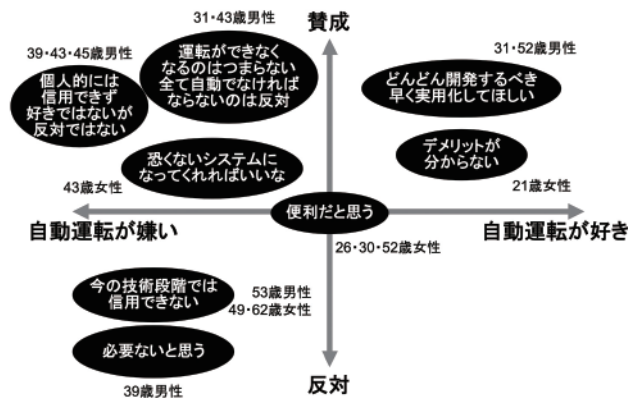 賛成
31・43歳男性
39・43・45歳男性
運転ができなく
なるのはつまらない
全て自動でなければ
ならないのは反対
個人的には
信用できず
好きではないが
反対ではない
31・52歳男性
どんどん開発するべき
早く実用化してほしい
恐くないシステムに
なってくれればいいな
43歳女性
デメリットが
分からない
21歳女性
便利だと思う
自動運転が嫌い
自動運転が好き
26・30・52歳女性
今の技術段階では
信用できない
53歳男性
49・62歳女性
必要ないと思う
39歳男性
反対